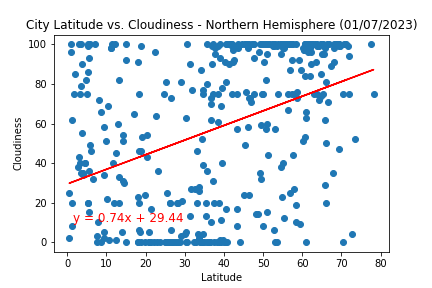 City Latitude vs. Cloudiness - Northern Hemisphere (01/07/2023)
100
80
60
40
20
0
Cloudiness
y = 0.74x + 29.44
0 10 20 30 40 50 60 70 80
Latitude